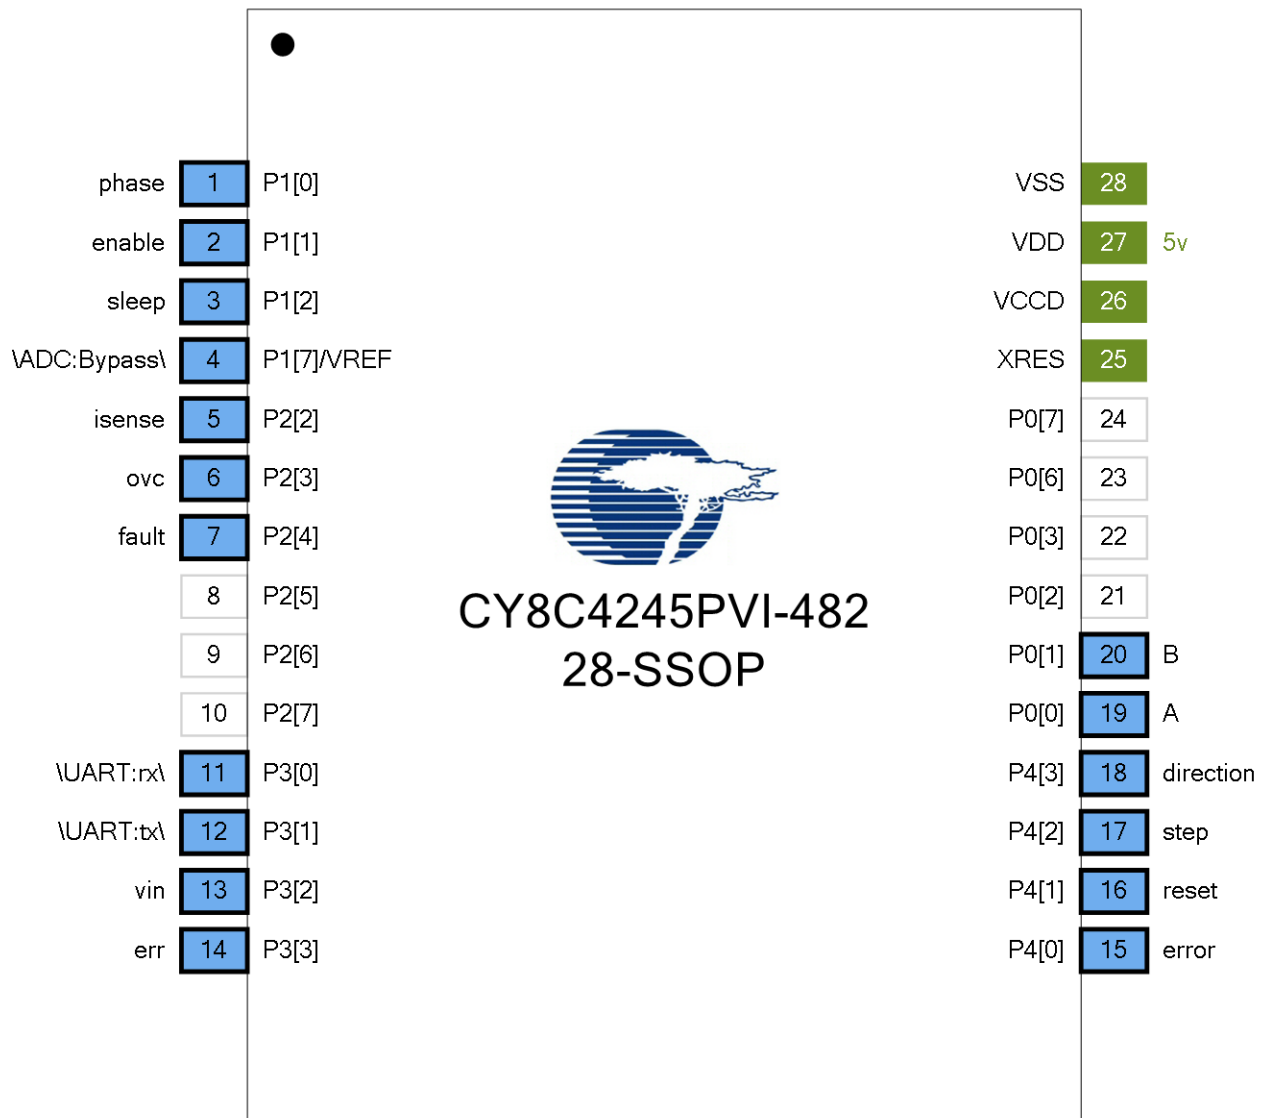 phase 1 P1[0] VSS 28
enable 2 P1[1] VDD 27 5v
sleep 3 P1[2] VCCD 26
\ADC:Bypass\ 4 P1[7]/VREF XRES 25
isense 5 P2[2] P0[7] 24
ovc 6 P2[3] P0[6] 23
fault 7 P2[4] P0[3] 22
8 P2[5] P0[2] 21
CY8C4245PVI-482
28-SSOP
9 P2[6] P0[1] 20 B
10 P2[7] P0[0] 19 A
\UART:rx\ 11 P3[0] P4[3] 18 direction
\UART:tx\ 12 P3[1] P4[2] 17 step
vin 13 P3[2] P4[1] 16 reset
err 14 P3[3] P4[0] 15 error